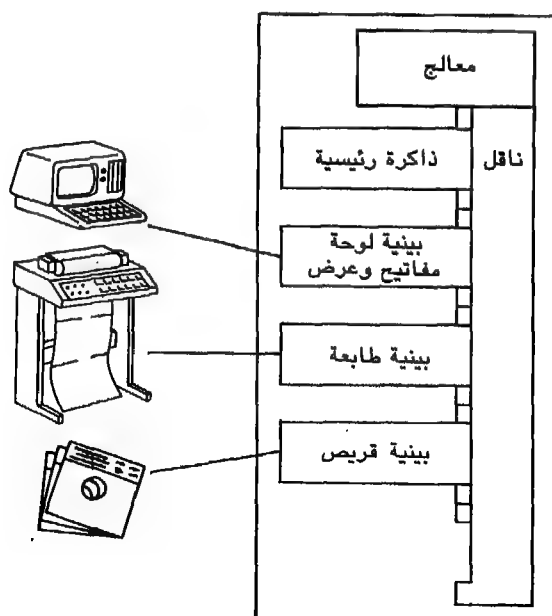 معالج
ناقل
ذاكرة رئيسية
بينية لوحة
مفاتيح وعرض
بينية طابعة
بينية قريص